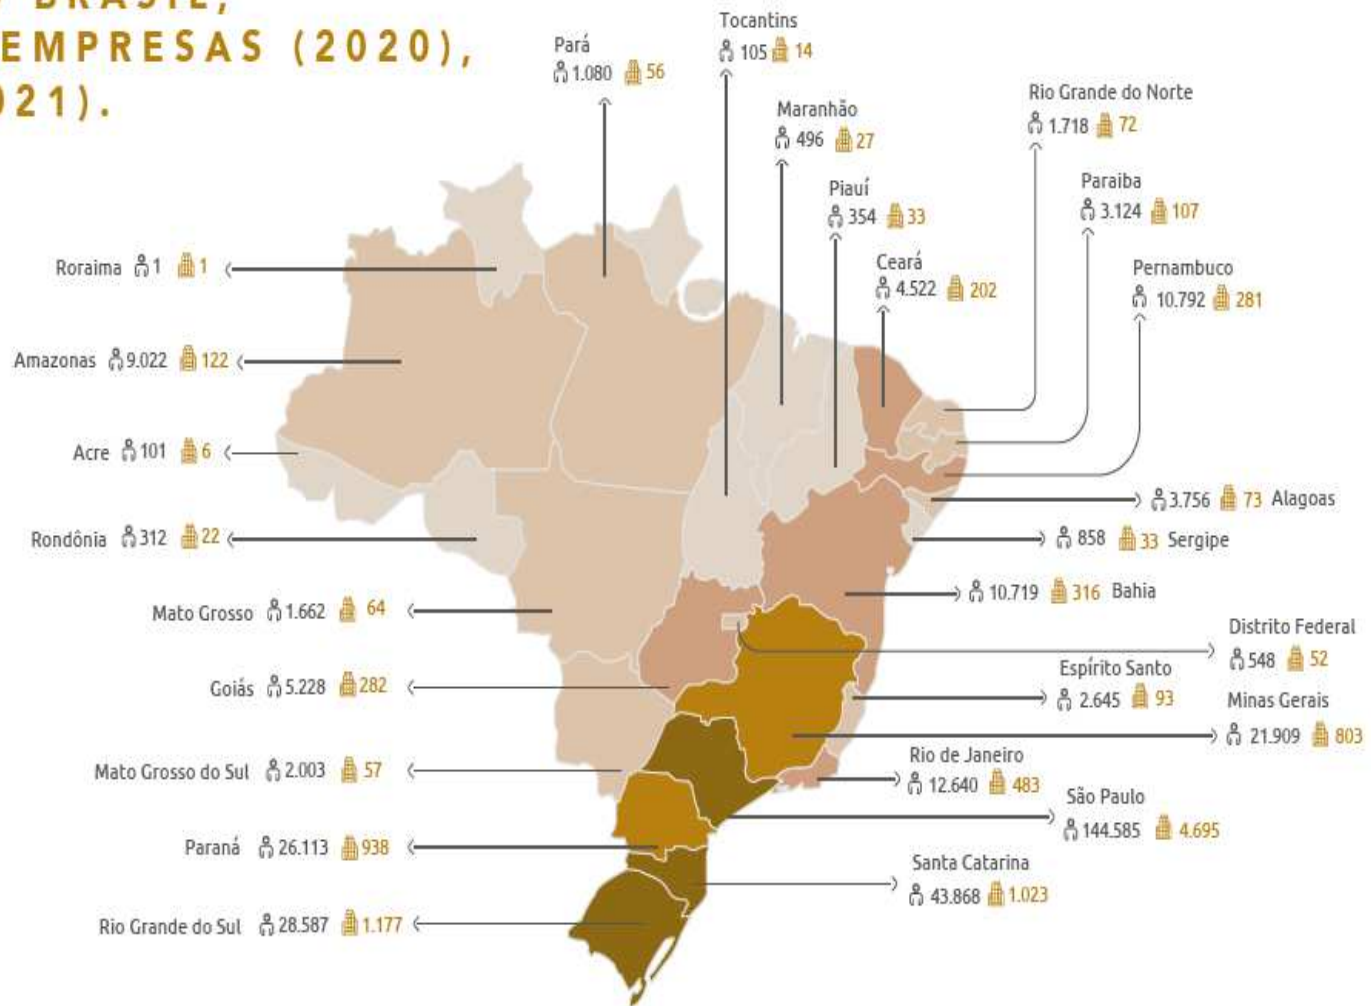 BRASIL,
EMPRESAS (2020),
021).
Tocantins
105 14
Pará
1.080 56
Maranhão
496 27
Rio Grande do Norte
1.718 72
Piauí
354 33
Paraiba
3.124 107
Ceará
4.522 202
Pernambuco
10.792 281
Roraima 1 1
Amazonas 9.022 122
Acre 101 6
Rondônia 312 22
3.756 73 Alagoas
858 33 Sergipe
10.719 316 Bahia
Mato Grosso 1.662 64
Distrito Federal
548 52
Goiás 5.228 282
Espírito Santo
2.645 93
Minas Gerais
21.909 803
Mato Grosso do Sul 2.003 57
Rio de Janeiro
12.640 483
São Paulo
144.585 4.695
Paraná 26.113 938
Santa Catarina
43.868 1.023
Rio Grande do Sul 28.587 1.177